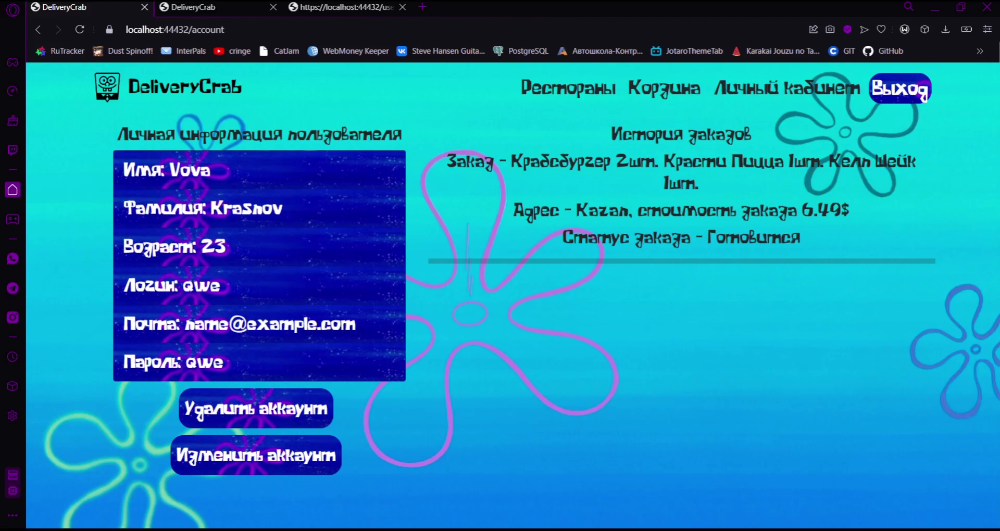 DeliveryCrab
DeliveryCrab
https://localhost:44432/use
localhost:44432/account
RuTracker
Dust Spinoff!
InterPals
cringe
CatJam
WebMoney Keeper
Steve Hansen Guita...
PostgreSQL
Автошкола-Контр...
JotaroThemeTab
Karakai Jouzu no Ta...
GIT
GitHub
DeliveryCrab
Рестораны
Корзина
Личный кабинет
Выход
Личная информация пользователя
Имя: Vova
Фамилия: Krasnov
Возраст: 23
Логин: qwe
Почта: name@example.com
Пароль: qwe
Удалить аккаунт
Изменить аккаунт
История заказов
Заказ - Крабсбургер 2шт. Красти Пицца 1шт. Келп Шейк
1шт.
Адрес - Kazan, стоимость заказа 6.49$
Статус заказа - Готовится